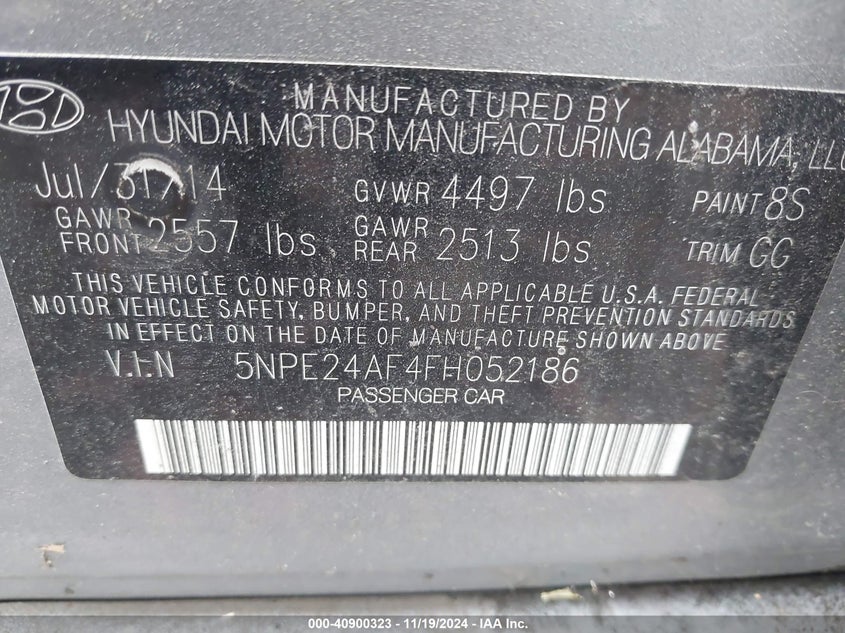 MANUFACTURED BY
HYUNDAI MOTOR MANUFACTURING ALABAMA, LLC
Jul/31/14 GVWR 4497 lbs PAINT 8S
GAWR FRONT 2557 lbs GAWR REAR 2513 lbs TRIM GG
THIS VEHICLE CONFORMS TO ALL APPLICABLE U.S.A. FEDERAL
MOTOR VEHICLE SAFETY, BUMPER, AND THEFT PREVENTION STANDARDS
IN EFFECT ON THE DATE OF MANUFACTURE SHOWN ABOVE
V.I.N 5NPE24AF4FH052186
PASSENGER CAR
000-40900323 - 11/19/2024 - IAA Inc.